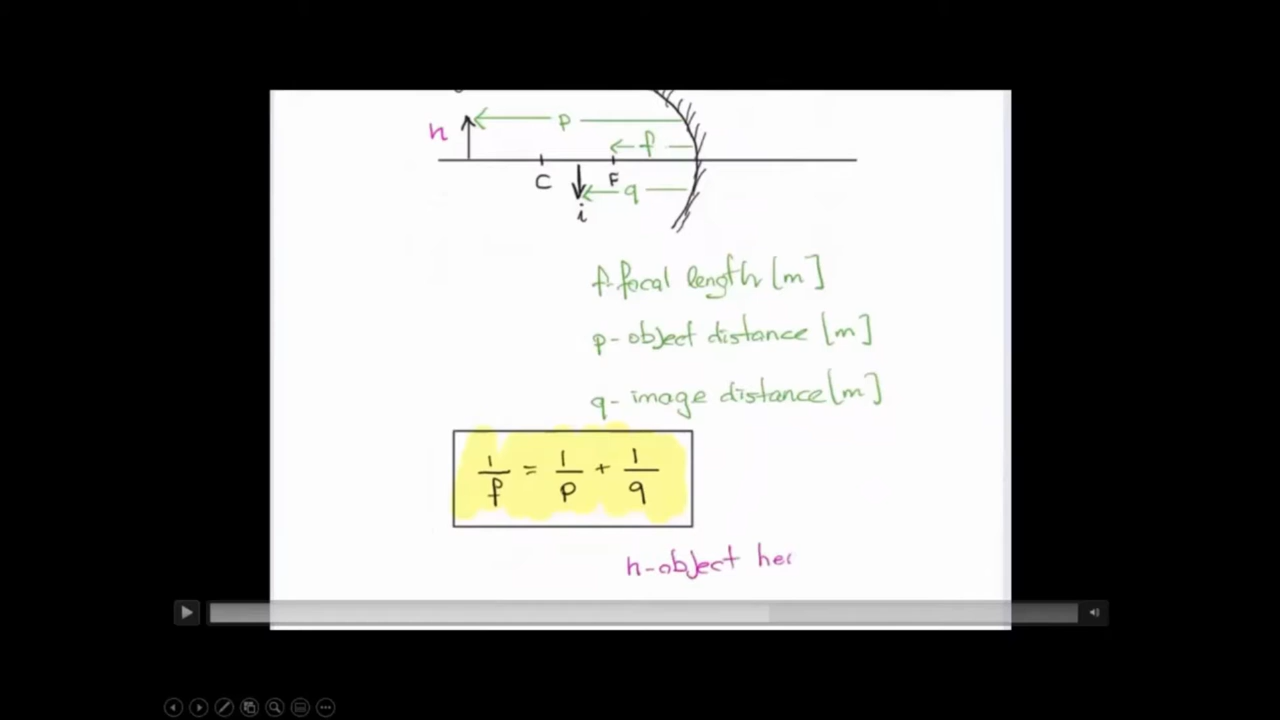 h
p
f
C
F
q
i
f-focal length [m]
p-object distance [m]
q- image distance [m]
1/f = 1/p + 1/q
h-object hei